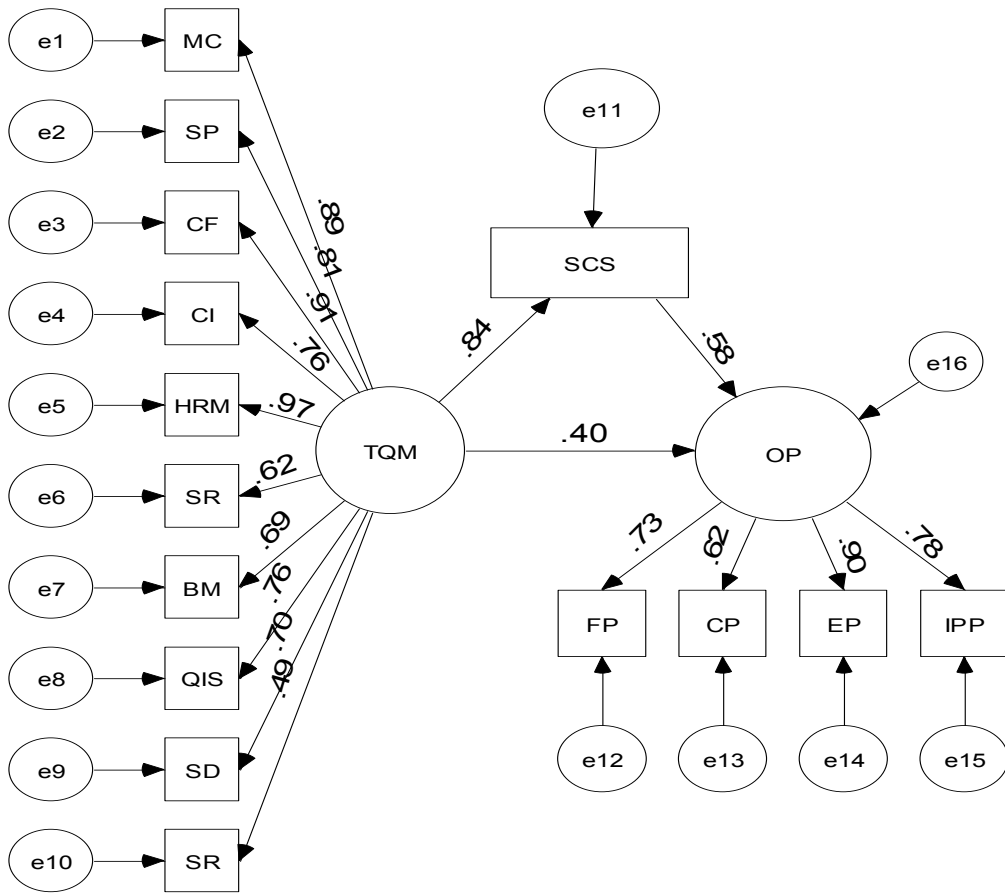 e1
MC
e2
SP
e3
CF
e4
CI
e5
HRM
e6
SR
e7
BM
e8
QIS
e9
SD
e10
SR
.89
.81
.91
.76
.97
.62
.69
.76
.70
.49
TQM
.84
.40
e11
SCS
.58
e16
OP
.73
.62
.90
.78
FP
CP
EP
IPP
e12
e13
e14
e15